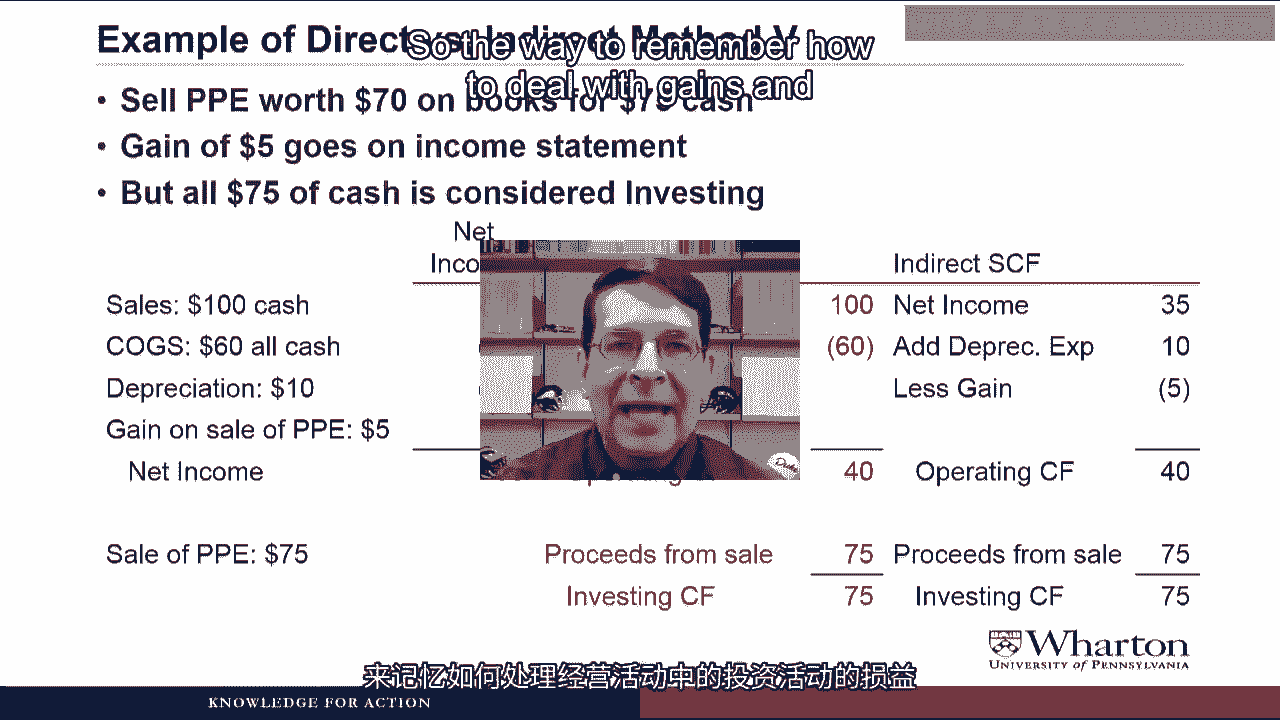 Example of Direct vs. Indirect Method V
So the way to remember how
to deal with gains and
• Sell PPE worth $70 on books for $75 cash
• Gain of $5 goes on income statement
• But all $75 of cash is considered Investing
Net
Inco
Indirect SCF
Sales: $100 cash 100 Net Income 35
COGS: $60 all cash (60) Add Deprec. Exp 10
Depreciation: $10 Less Gain (5)
Gain on sale of PPE: $5
Net Income 40 Operating CF 40
Sale of PPE: $75 Proceeds from sale 75 Proceeds from sale 75
Investing CF 75 Investing CF 75
Wharton
UNIVERSITY of PENNSYLVANIA
来记忆如何处理经营活动中的投资活动的损益
KNOWLEDGE FOR ACTION